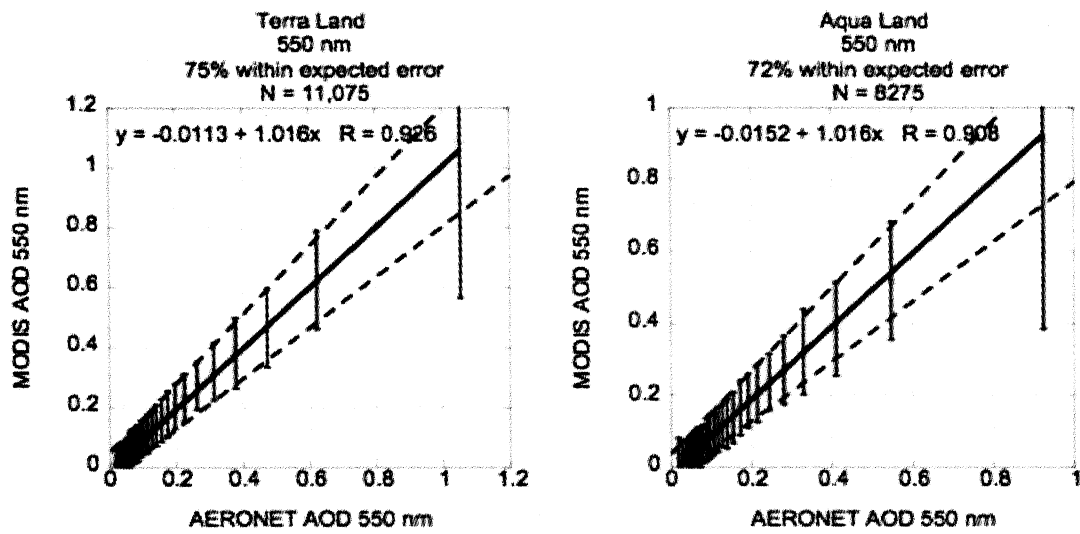 Terra Land
550 nm
75% within expected error
N = 11,075
y = -0.0113 + 1.016x R = 0.926
1.2
1
0.8
0.6
0.4
0.2
0
0 0.2 0.4 0.6 0.8 1 1.2
MODIS AOD 550 nm
AERONET AOD 550 nm
Aqua Land
550 nm
72% within expected error
N = 8275
y = -0.0152 + 1.016x R = 0.908
1
0.8
0.6
0.4
0.2
0
0 0.2 0.4 0.6 0.8 1
MODIS AOD 550 nm
AERONET AOD 550 nm